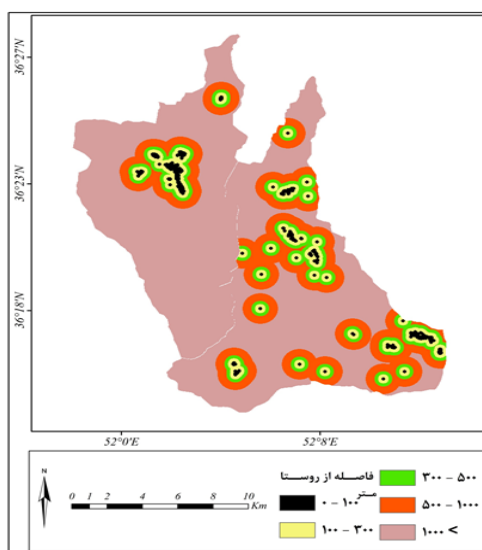 36°27'N
36°23'N
36°18'N
52°0'E
52°8'E
N
0 1 2 4 6 8 10
Km
فاصله از روستا
متر
۰ - ۱۰۰
۱۰۰ - ۳۰۰
۳۰۰ - ۵۰۰
۵۰۰ - ۱۰۰۰
۱۰۰۰ >